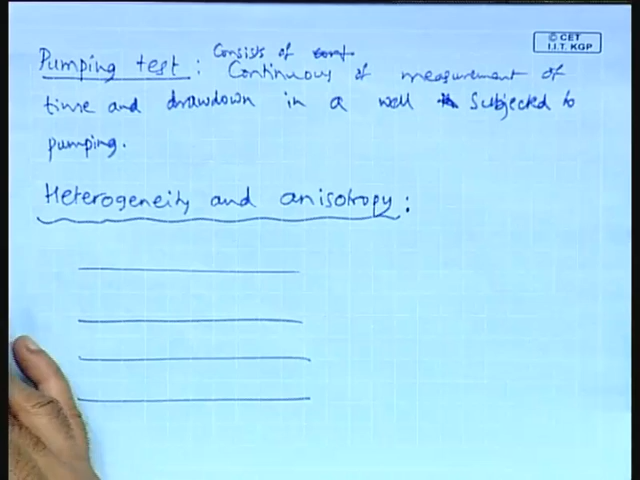 © CET
I.I.T. KGP
Consists of
Pumping test : Continuous of measurement of
time and drawdown in a well subjected to
pumping.
Heterogeneity and anisotropy :